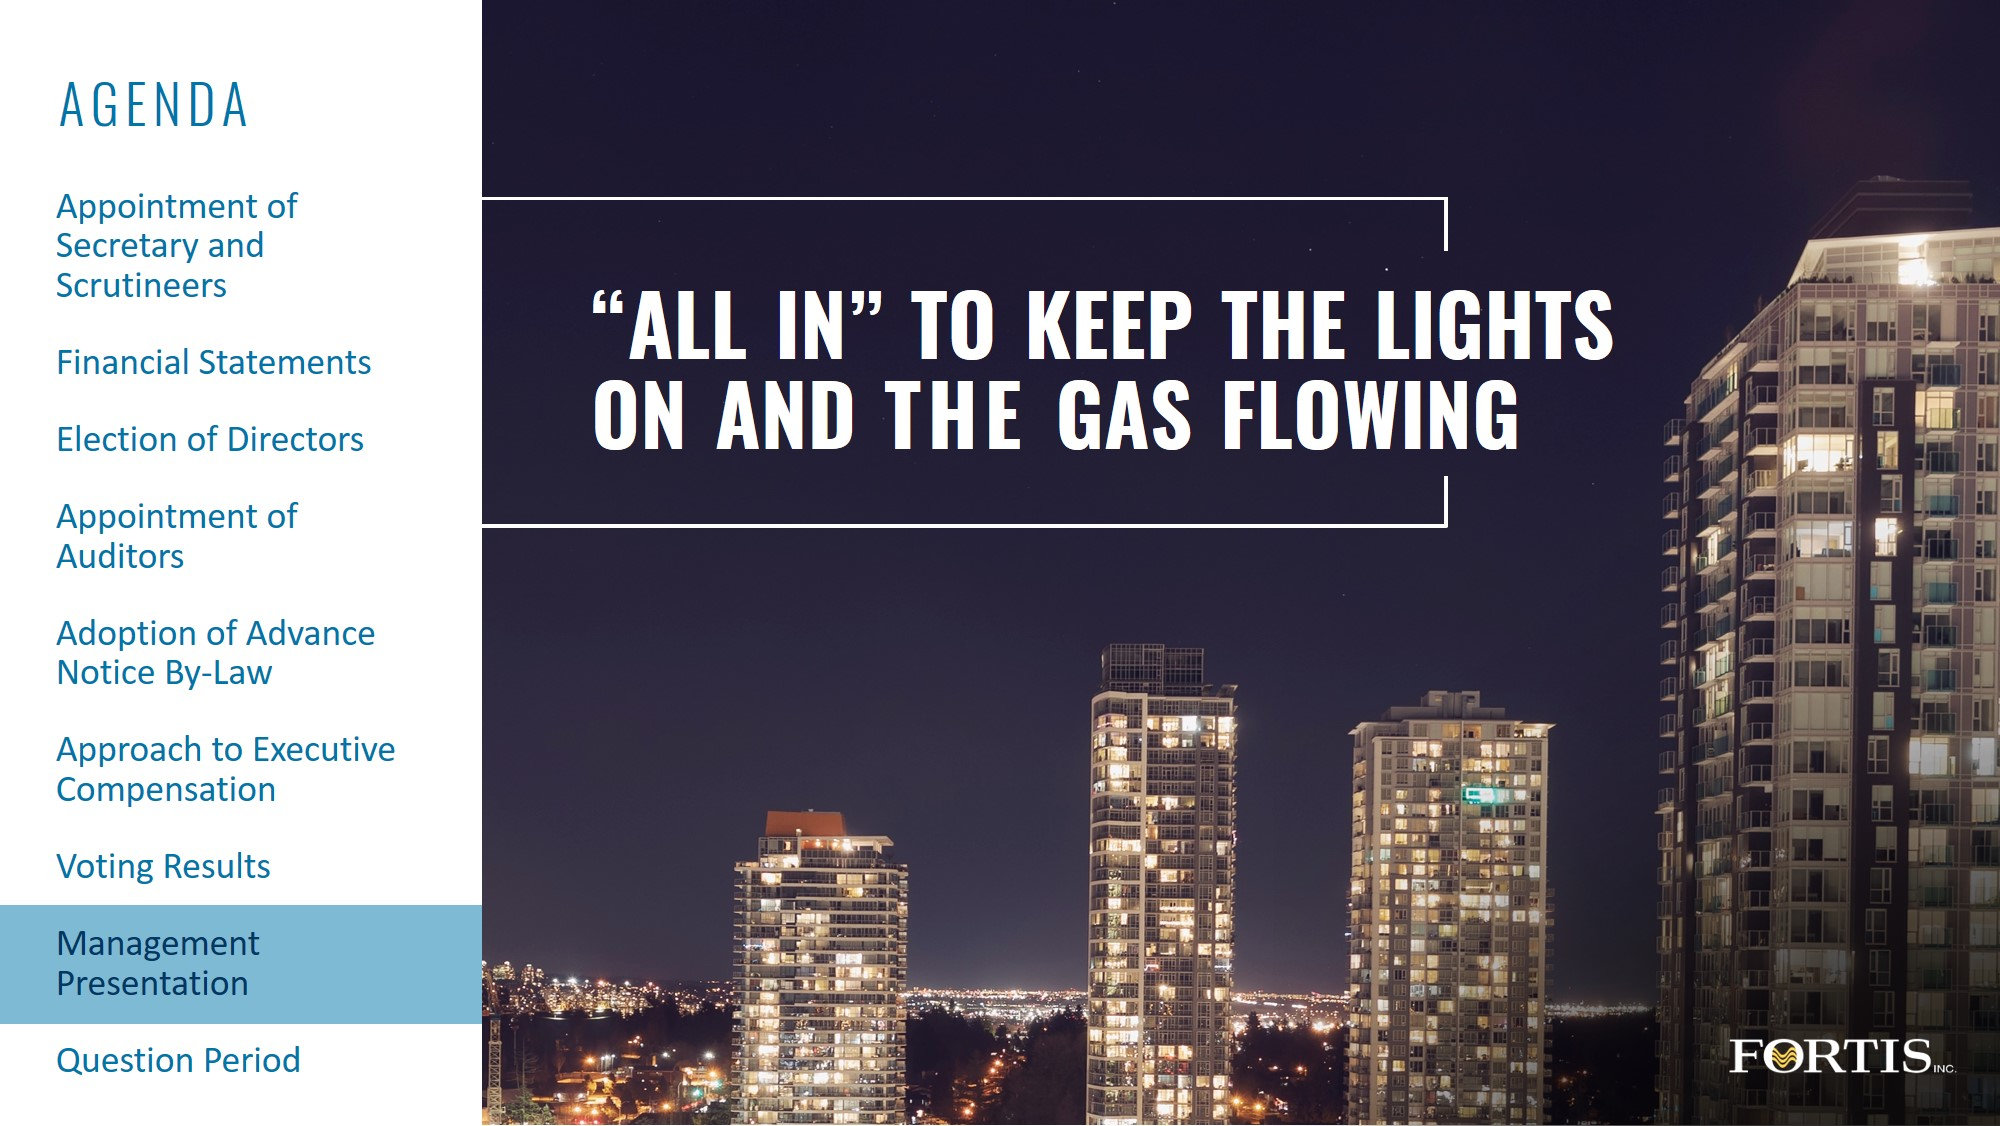 AGENDA
Appointment of
Secretary and
Scrutineers
Financial Statements
Election of Directors
Appointment of
Auditors
Adoption of Advance
Notice By-Law
Approach to Executive
Compensation
Voting Results
Management
Presentation
Question Period
“ALL IN” TO KEEP THE LIGHTS
ON AND THE GAS FLOWING
FORTIS INC.